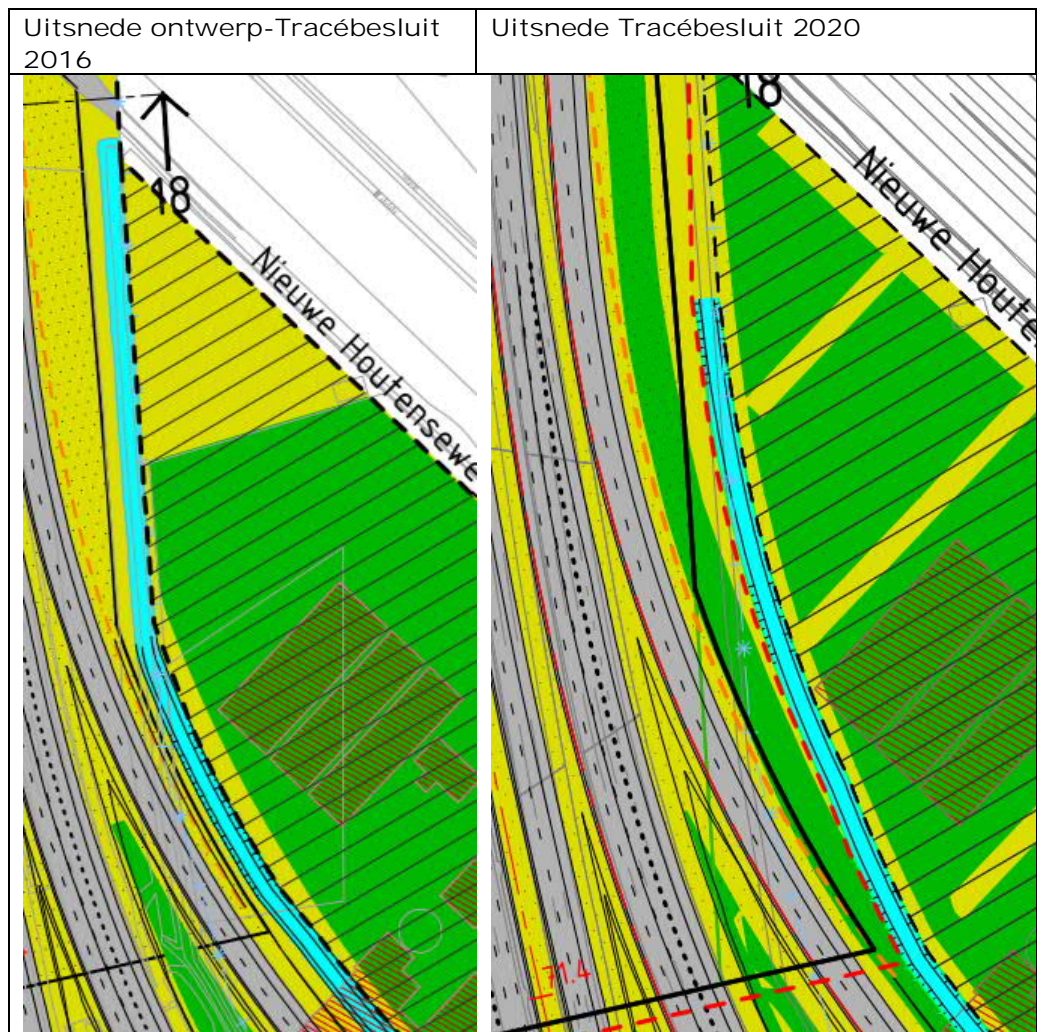 Uitsnede ontwerp-Tracébesluit
2016
Uitsnede Tracébesluit 2020
18
Nieuwe Houtensewe
18
Nieuwe Houte
71.4